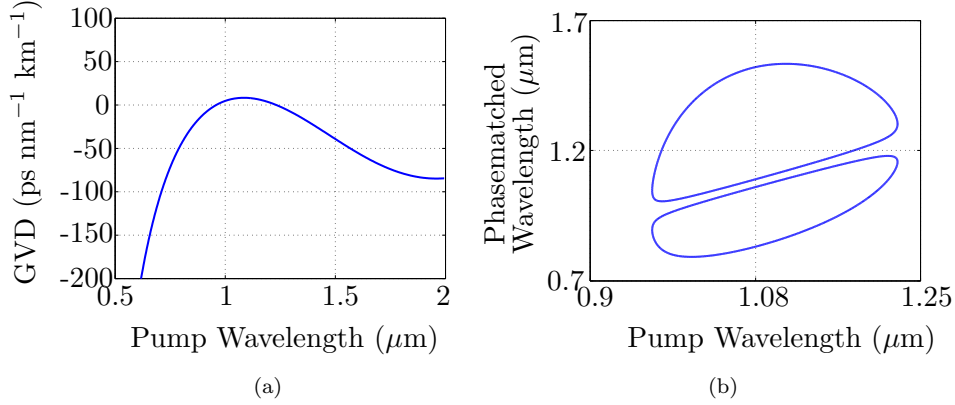 GVD (ps nm⁻¹ km⁻¹)
100
50
0
-50
-100
-150
-200
0.5
1
1.5
2
Pump Wavelength (μm)
(a)
Phasematched
Wavelength (μm)
1.7
1.2
0.7
0.9
1.08
1.25
Pump Wavelength (μm)
(b)